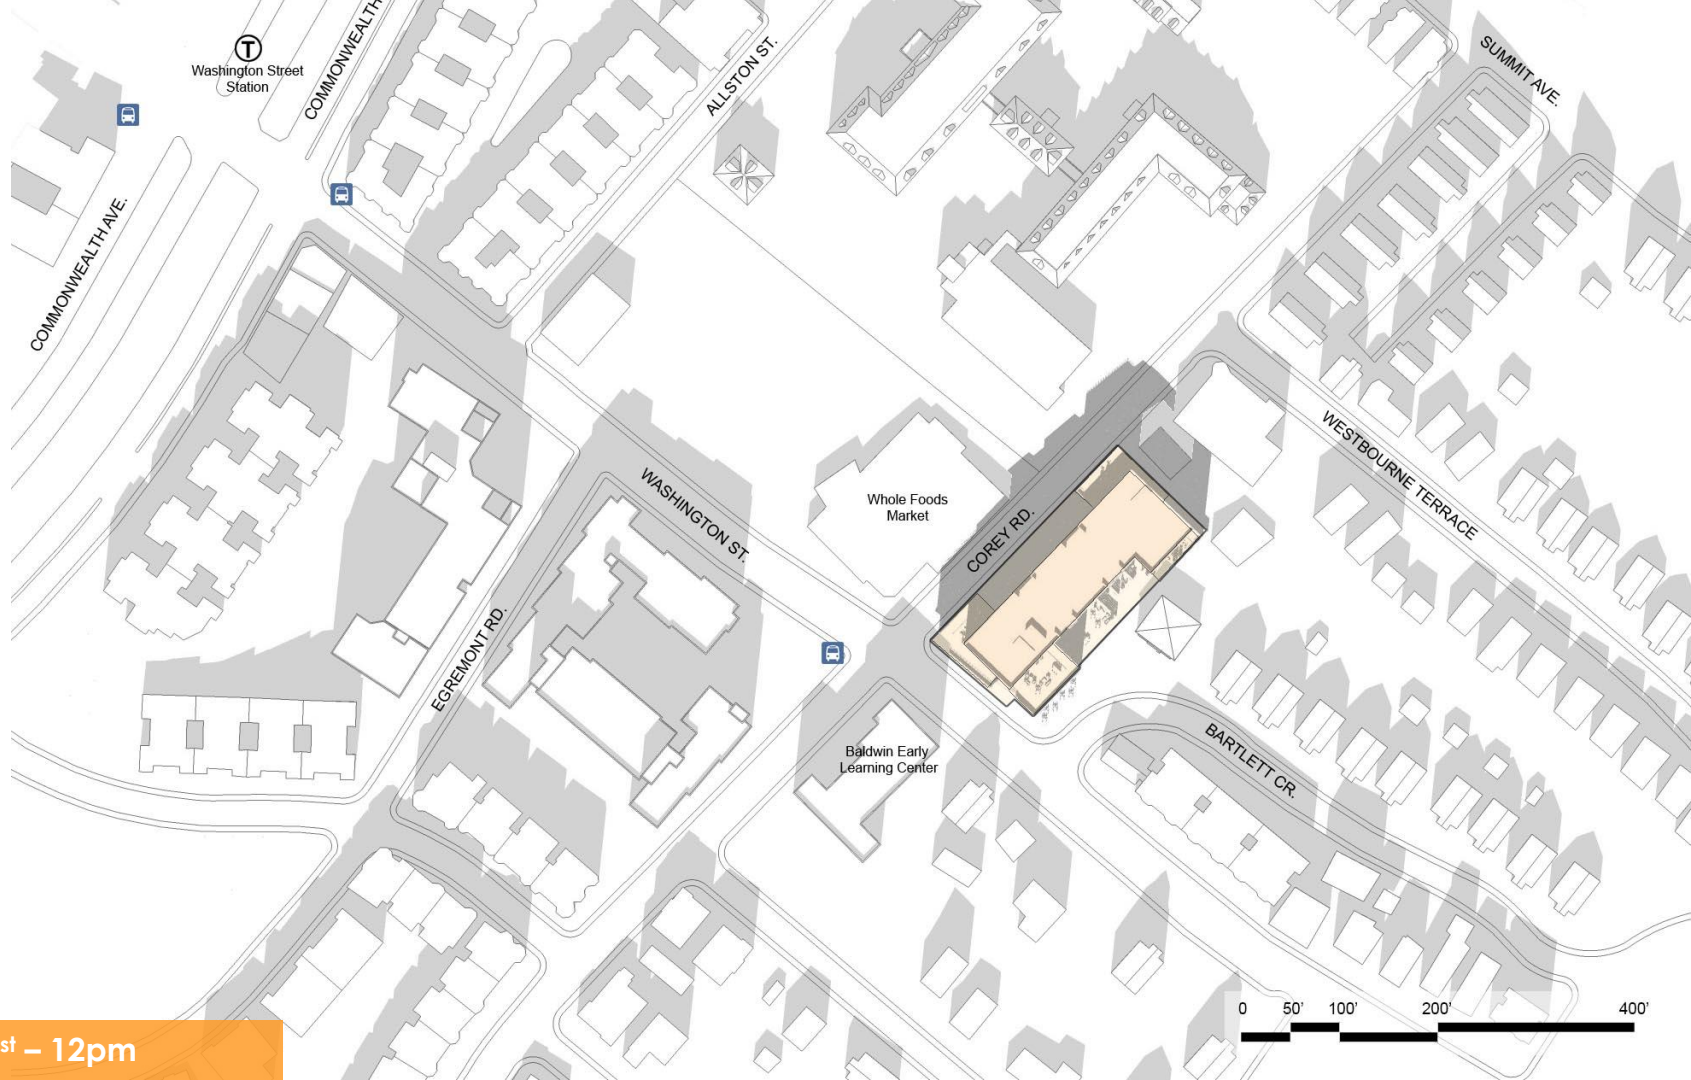 T
Washington Street
Station
COMMONWEALTH
ALLSTON ST.
SUMMIT AVE.
COMMONWEALTH AVE.
WESTBOURNE TERRACE
WASHINGTON ST.
Whole Foods
Market
COREY RD.
EGREMONT RD.
BARTLETT CR.
Baldwin Early
Learning Center
0 50' 100' 200' 400'
st – 12pm